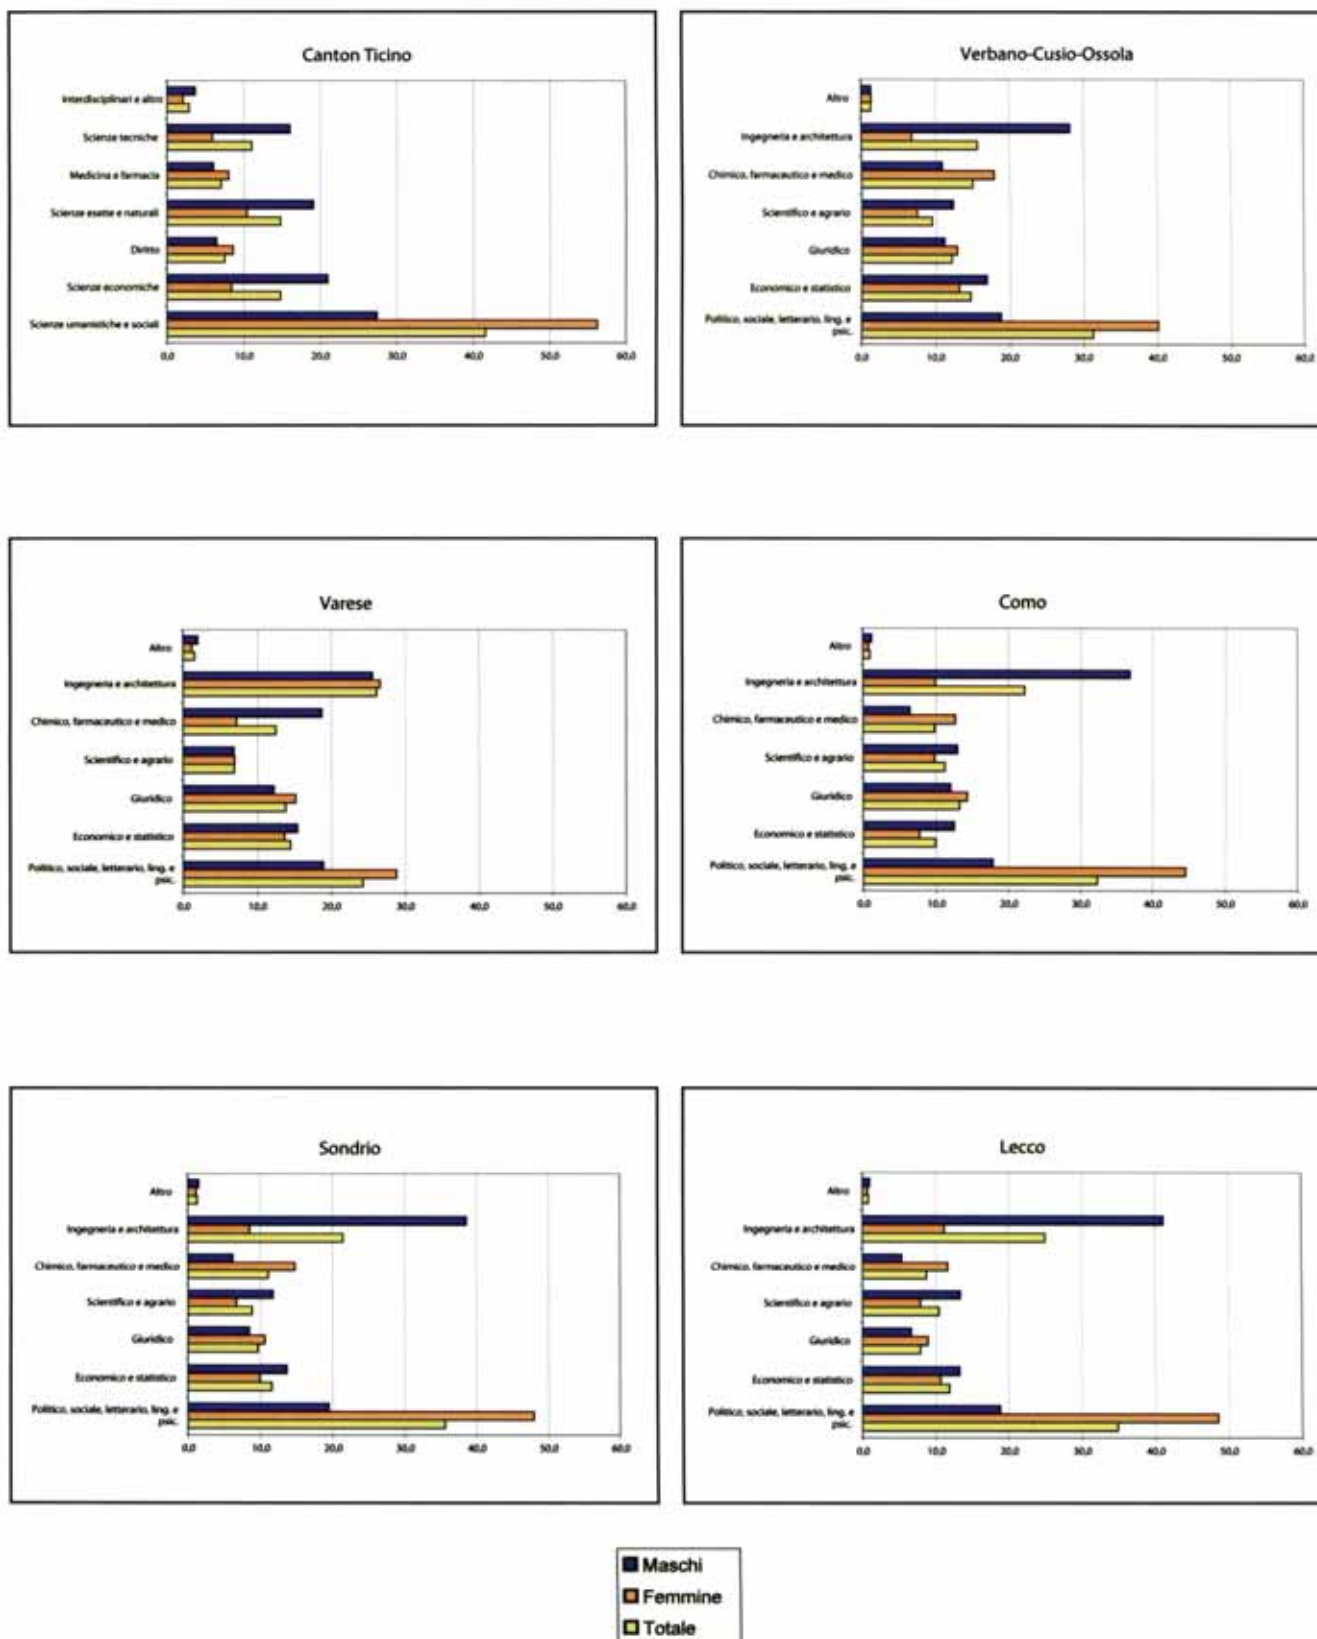 Canton Ticino
Interdisciplinari e altro
Scienze tecniche
Medicina e farmacia
Scienze esatte e naturali
Diritto
Scienze economiche
Scienze umanistiche e sociali
0,0 10,0 20,0 30,0 40,0 50,0 60,0
Verbano-Cusio-Ossola
Altro
Ingegneria e architettura
Chimico, farmaceutico e medico
Scientifico e agrario
Giuridico
Economico e statistico
Politico, sociale, letterario, ling. e
psic.
0,0 10,0 20,0 30,0 40,0 50,0 60,0
Varese
Altro
Ingegneria e architettura
Chimico, farmaceutico e medico
Scientifico e agrario
Giuridico
Economico e statistico
Politico, sociale, letterario, ling. e
psic.
0,0 10,0 20,0 30,0 40,0 50,0 60,0
Como
Altro
Ingegneria e architettura
Chimico, farmaceutico e medico
Scientifico e agrario
Giuridico
Economico e statistico
Politico, sociale, letterario, ling. e
psic.
0,0 10,0 20,0 30,0 40,0 50,0 60,0
Sondrio
Altro
Ingegneria e architettura
Chimico, farmaceutico e medico
Scientifico e agrario
Giuridico
Economico e statistico
Politico, sociale, letterario, ling. e
psic.
0,0 10,0 20,0 30,0 40,0 50,0 60,0
Lecco
Altro
Ingegneria e architettura
Chimico, farmaceutico e medico
Scientifico e agrario
Giuridico
Economico e statistico
Politico, sociale, letterario, ling. e
psic.
0,0 10,0 20,0 30,0 40,0 50,0 60,0
Maschi
Femmine
Totale